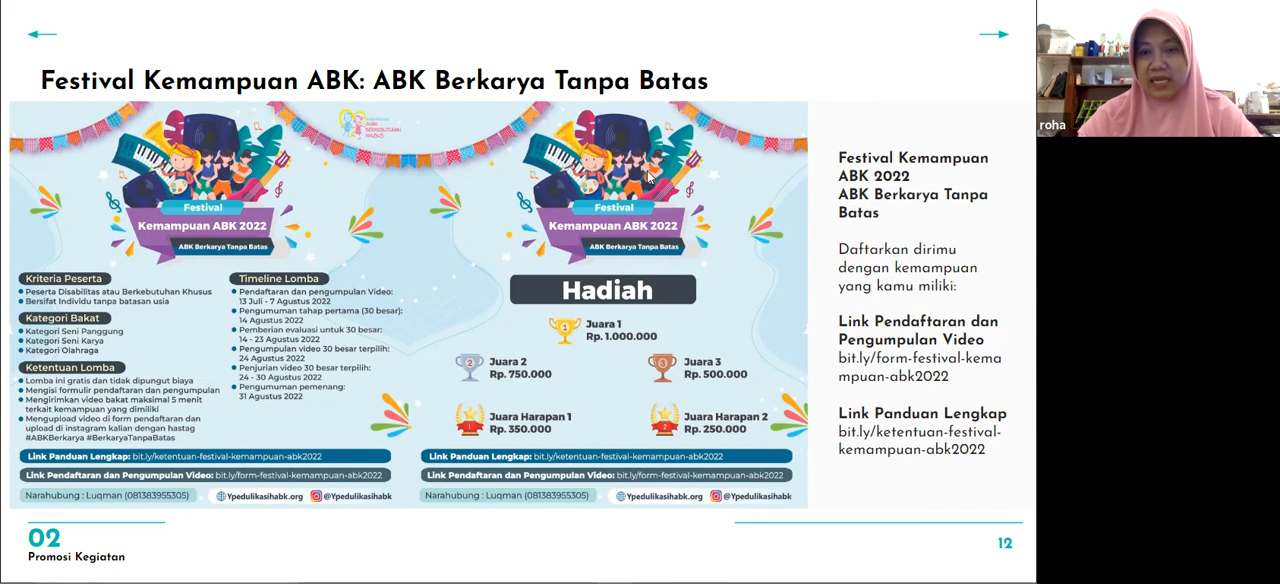 Festival Kemampuan ABK: ABK Berkarya Tanpa Batas
ANAK
BERKEBUTUHAN
KHUSUS
Festival
Kemampuan ABK 2022
ABK Berkarya Tanpa Batas
Kriteria Peserta
Peserta Disabilitas atau Berkebutuhan Khusus
Bersifat Individu tanpa batasan usia
Kategori Bakat
Kategori Seni Panggung
Kategori Seni Karya
Kategori Olahraga
Ketentuan Lomba
Lomba ini gratis dan tidak dipungut biaya
Mengisi formulir pendaftaran dan pengumpulan
Mengirimkan video bakat maksimal 5 menit
terkait kemampuan yang dimiliki
Mengupload video di form pendaftaran dan
upload di instagram kalian dengan hastag
#ABKBerkarya #BerkaryaTanpaBatas
Timeline Lomba
Pendaftaran dan pengumpulan Video:
13 Juli - 7 Agustus 2022
Pengumuman tahap pertama (30 besar):
14 Agustus 2022
Pemberian evaluasi untuk 30 besar:
14 - 23 Agustus 2022
Pengumpulan video 30 besar terpilih:
24 Agustus 2022
Penjurian video 30 besar terpilih:
24 - 30 Agustus 2022
Pengumuman pemenang:
31 Agustus 2022
Link Panduan Lengkap: bit.ly/ketentuan-festival-kemampuan-abk2022
Link Pendaftaran dan Pengumpulan Video: bit.ly/form-festival-kemampuan-abk2022
Narahubung : Luqman (081383955305)
Ypedulikasihabk.org
@Ypedulikasihabk
Festival
Kemampuan ABK 2022
ABK Berkarya Tanpa Batas
Hadiah
1
Juara 1
Rp. 1.000.000
2
Juara 2
Rp. 750.000
3
Juara 3
Rp. 500.000
1
Juara Harapan 1
Rp. 350.000
2
Juara Harapan 2
Rp. 250.000
Link Panduan Lengkap: bit.ly/ketentuan-festival-kemampuan-abk2022
Link Pendaftaran dan Pengumpulan Video: bit.ly/form-festival-kemampuan-abk2022
Narahubung : Luqman (081383955305)
Ypedulikasihabk.org
@Ypedulikasihabk
Festival Kemampuan
ABK 2022
ABK Berkarya Tanpa
Batas
Daftarkan dirimu
dengan kemampuan
yang kamu miliki:
Link Pendaftaran dan
Pengumpulan Video
bit.ly/form-festival-kema
mpuan-abk2022
Link Panduan Lengkap
bit.ly/ketentuan-festival-
kemampuan-abk2022
02
Promosi Kegiatan
12
roha